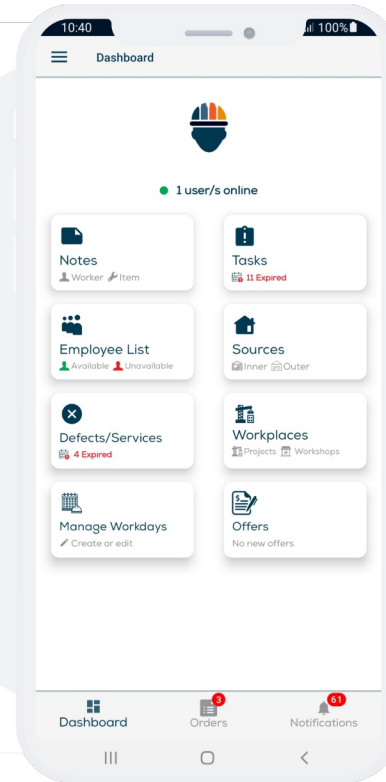 10:40
100%
Dashboard
1 user/s online
Notes
Worker Item
Tasks
11 Expired
Employee List
Available Unavailable
Sources
Inner Outer
Defects/Services
4 Expired
Workplaces
Projects Workshops
Manage Workdays
Create or edit
Offers
No new offers
3
61
Dashboard
Orders
Notifications